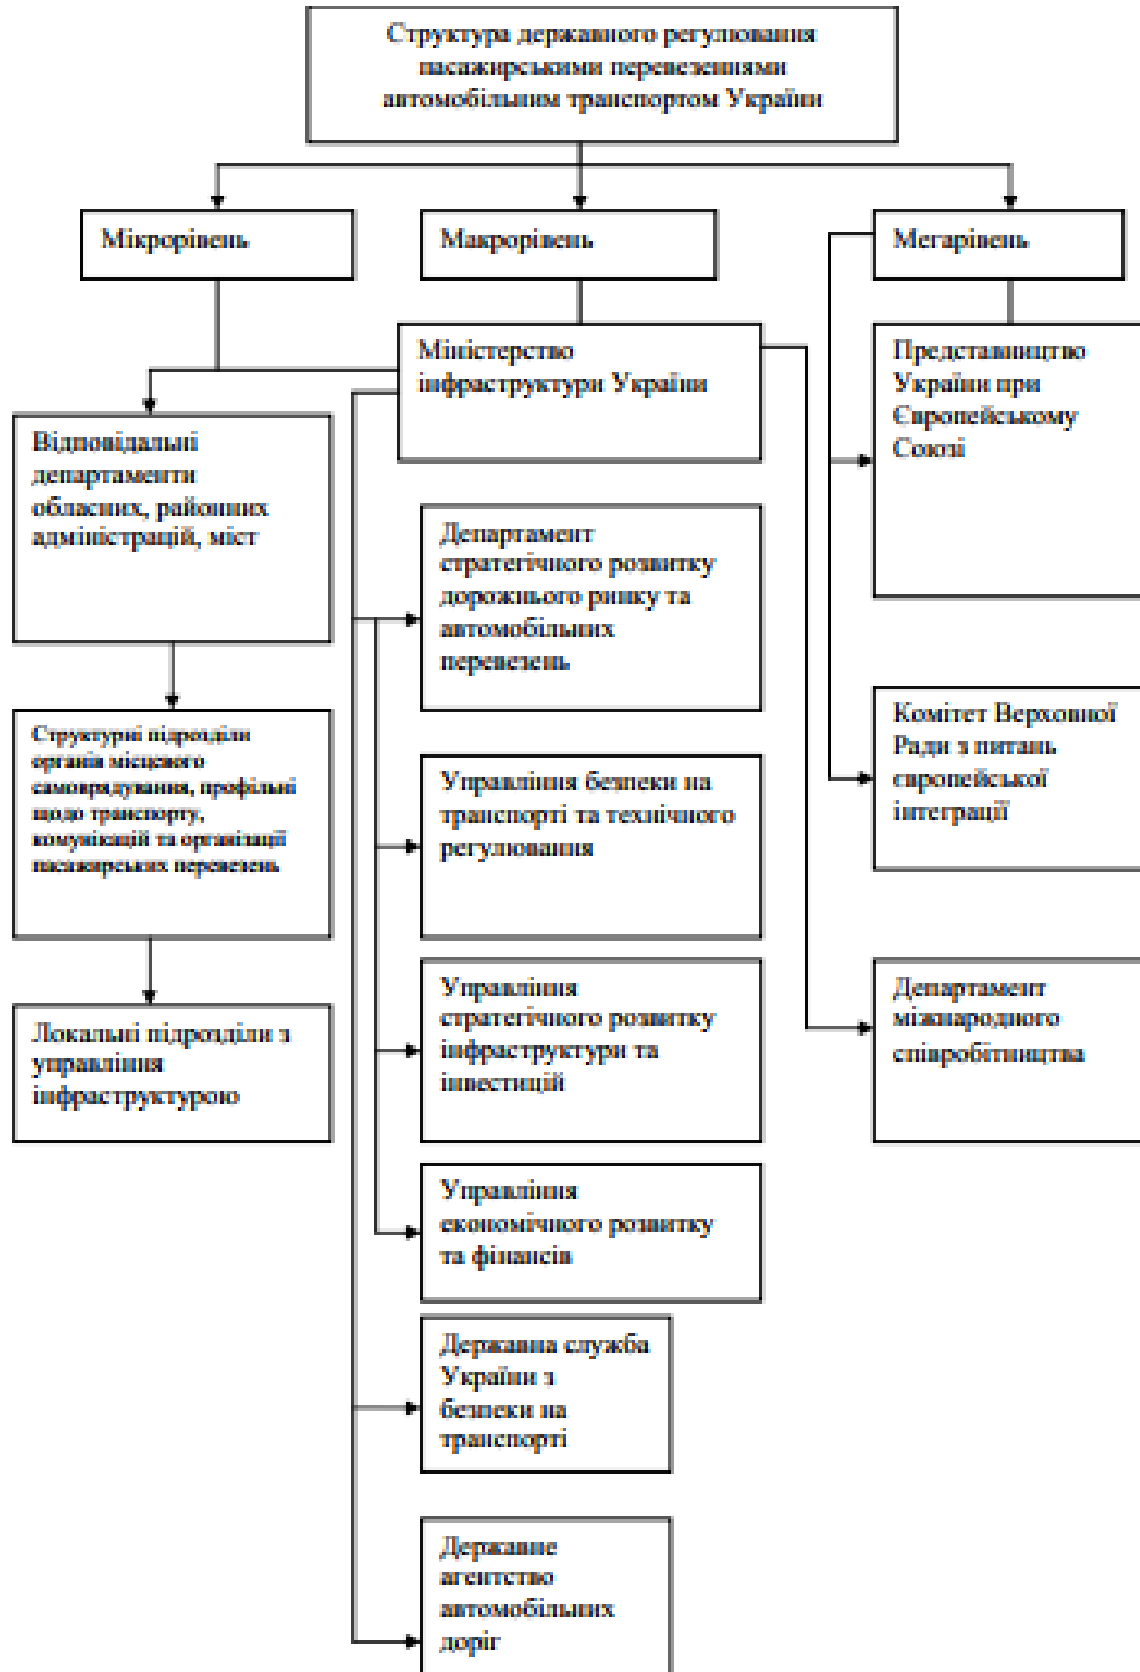 Структура державного регулювання
пасажирськими перевезеннями
автомобільним транспортом України
Мікрорівень
Макрорівень
Мегарівень
Міністерство
інфраструктури України
Представництво
України при
Європейському
Союзі
Відповідальні
департаменти
обласних, районних
адміністрацій, міст
Департамент
стратегічного розвитку
дорожнього ринку та
автомобільних
перевезень
Структурні підрозділи
органів місцевого
самоврядування, профільні
щодо транспорту,
комунікацій та організації
пасажирських перевезень
Комітет Верховної
Ради з питань
європейської
інтеграції
Управління безпеки на
транспорті та технічного
регулювання
Управління
стратегічного розвитку
інфраструктури та
інвестицій
Департамент
міжнародного
співробітництва
Локальні підрозділи з
управління
інфраструктурою
Управління
економічного розвитку
та фінансів
Державна служба
України з
безпеки на
транспорті
Державне
агентство
автомобільних
доріг